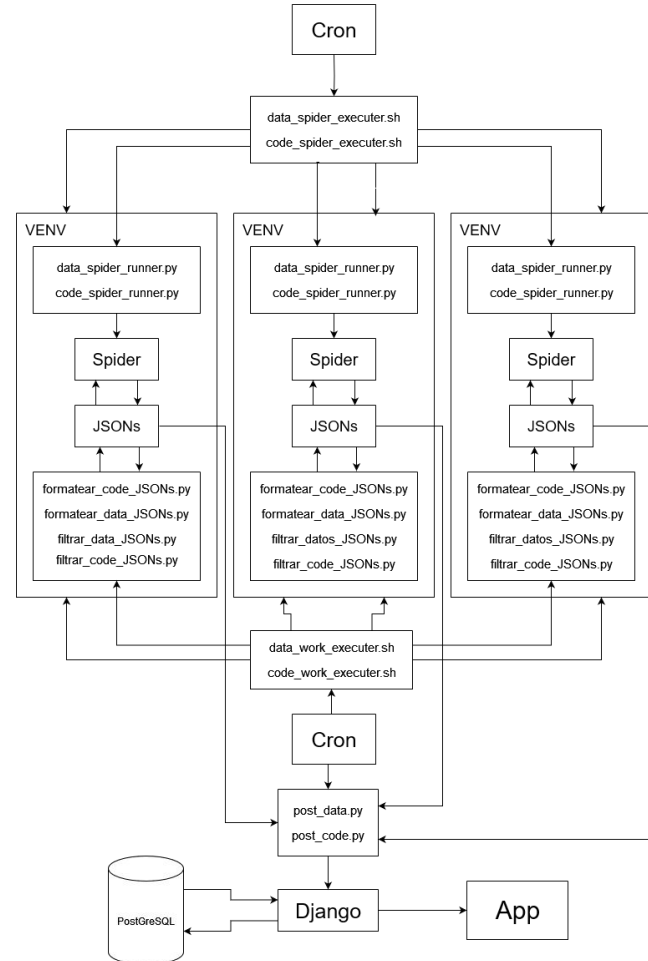 Cron
data_spider_executer.sh
code_spider_executer.sh
VENV
data_spider_runner.py
code_spider_runner.py
Spider
JSONs
formatear_code_JSONs.py
formatear_data_JSONs.py
filtrar_data_JSONs.py
filtrar_code_JSONs.py
VENV
data_spider_runner.py
code_spider_runner.py
Spider
JSONs
formatear_code_JSONs.py
formatear_data_JSONs.py
filtrar_datos_JSONs.py
filtrar_code_JSONs.py
VENV
data_spider_runner.py
code_spider_runner.py
Spider
JSONs
formatear_code_JSONs.py
formatear_data_JSONs.py
filtrar_datos_JSONs.py
filtrar_code_JSONs.py
data_work_executer.sh
code_work_executer.sh
Cron
post_data.py
post_code.py
PostGreSQL
Django
App